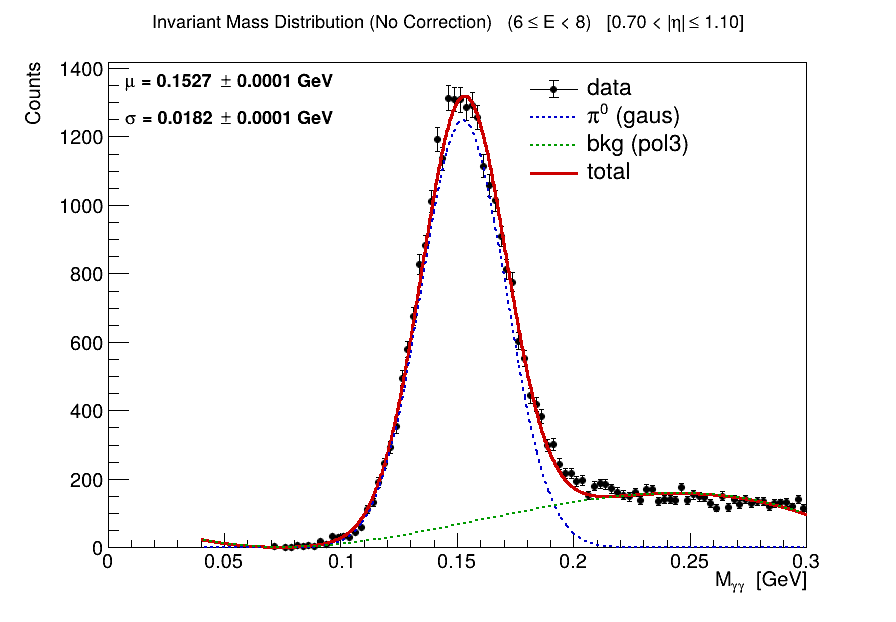 Invariant Mass Distribution (No Correction) (6 ≤ E < 8) [0.70 < |η| ≤ 1.10]
μ = 0.1527 ± 0.0001 GeV
σ = 0.0182 ± 0.0001 GeV
data
π⁰ (gaus)
bkg (pol3)
total
Counts
1400
1200
1000
800
600
400
200
0
0 0.05 0.1 0.15 0.2 0.25 0.3
Mγγ [GeV]